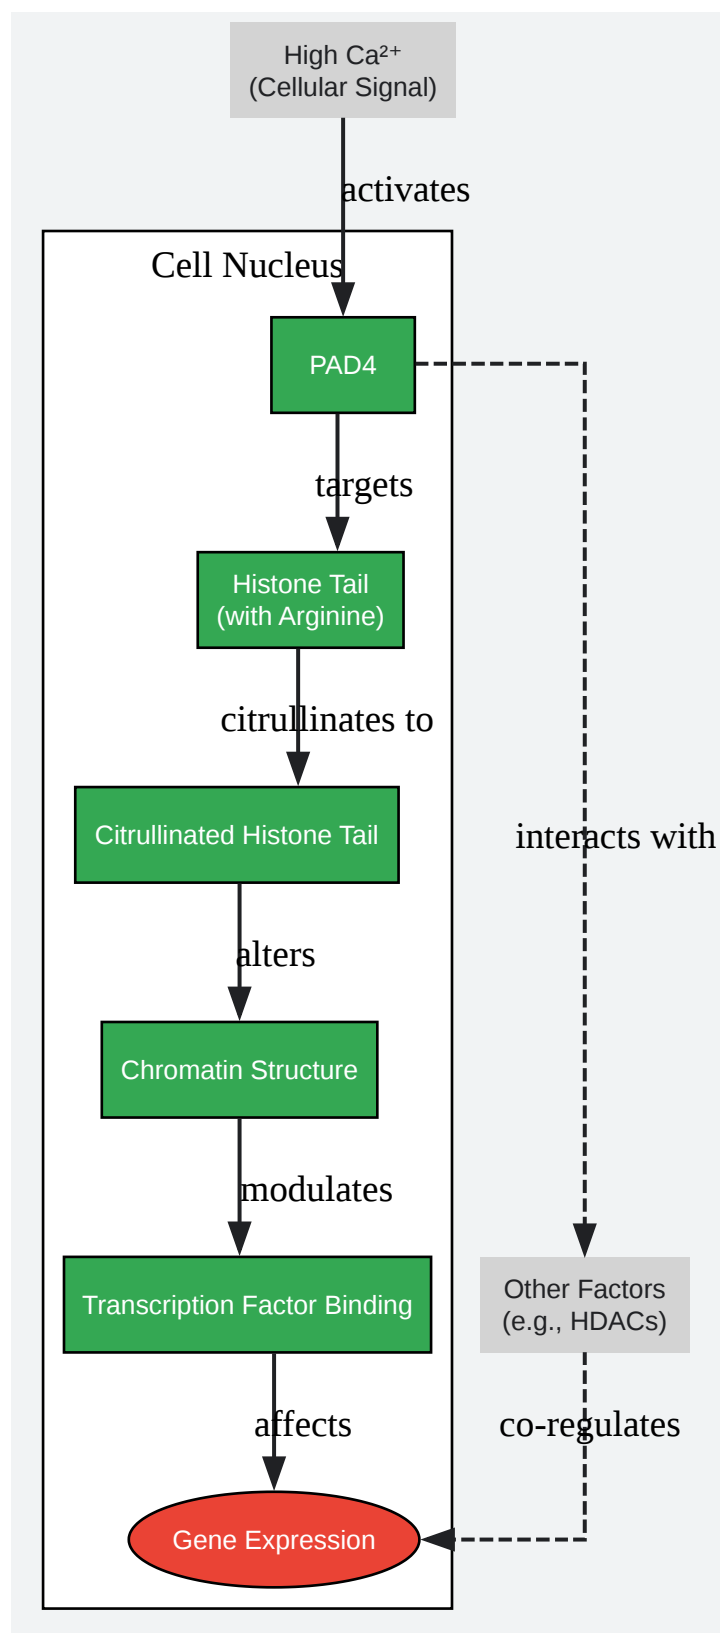 High Ca²⁺
(Cellular Signal)
activates
Cell Nucleus
PAD4
targets
Histone Tail
(with Arginine)
citrullinates to
Citrullinated Histone Tail
interacts with
alters
Chromatin Structure
modulates
Transcription Factor Binding
Other Factors
(e.g., HDACs)
affects
co-regulates
Gene Expression